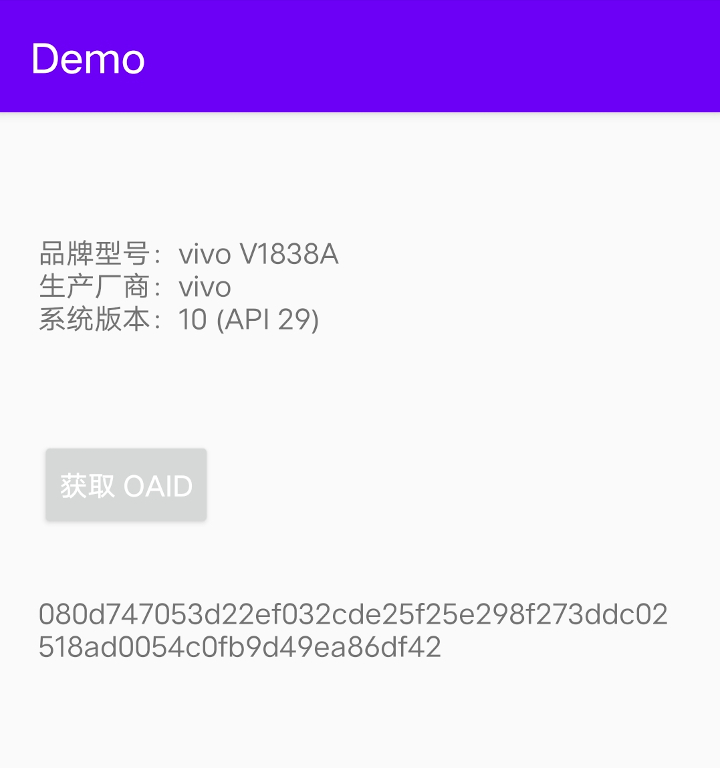 Demo
品牌型号：vivo V1838A
生产厂商：vivo
系统版本：10 (API 29)
获取 OAID
080d747053d22ef032cde25f25e298f273ddc02
518ad0054c0fb9d49ea86df42